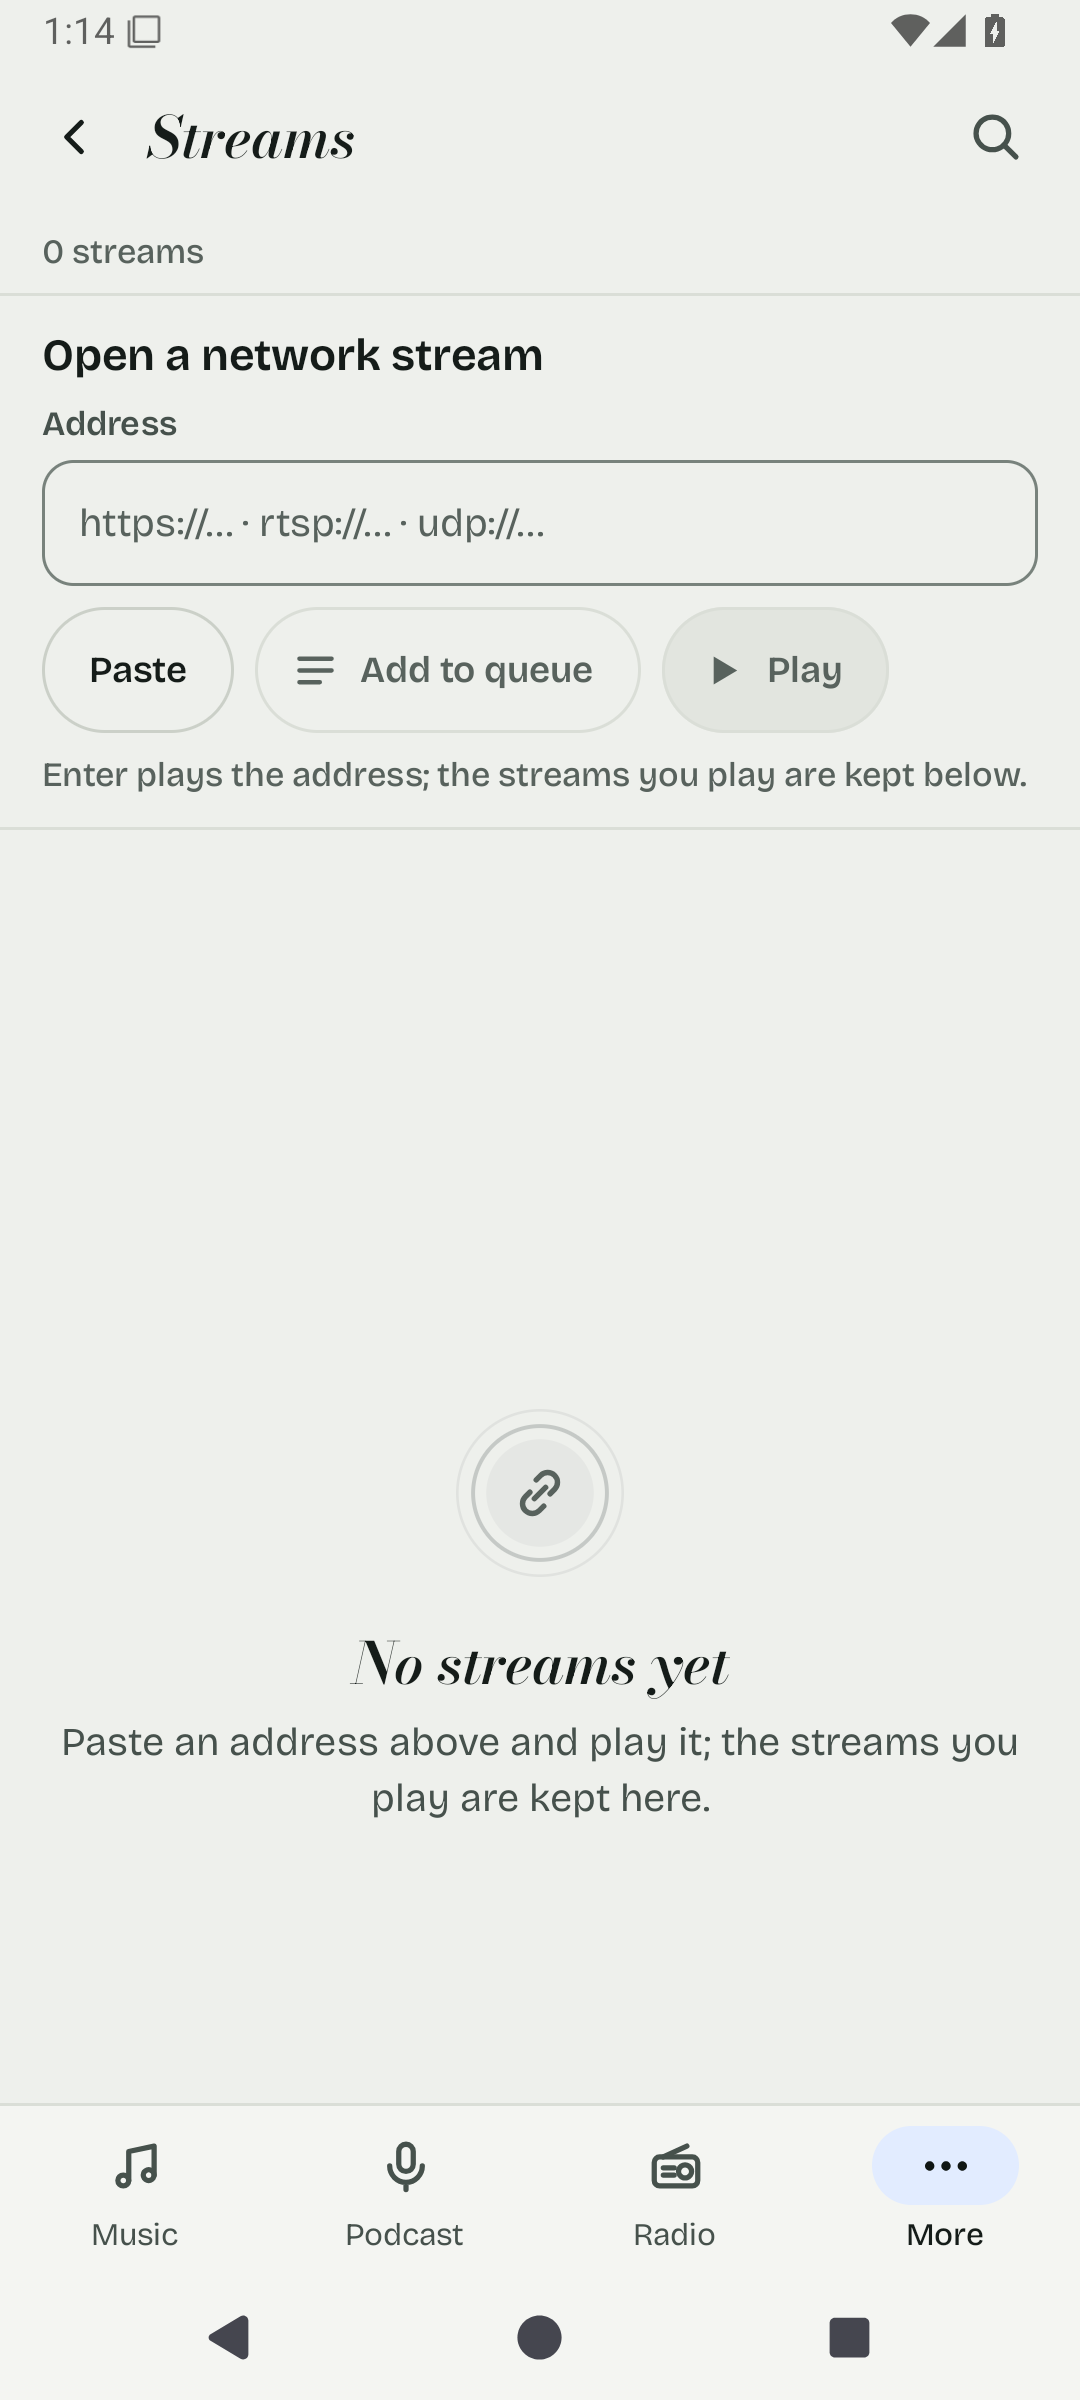 1:14
Streams
0 streams
Open a network stream
Address
https://... · rtsp://... · udp://...
Paste
Add to queue
Play
Enter plays the address; the streams you play are kept below.
No streams yet
Paste an address above and play it; the streams you
play are kept here.
Music
Podcast
Radio
More